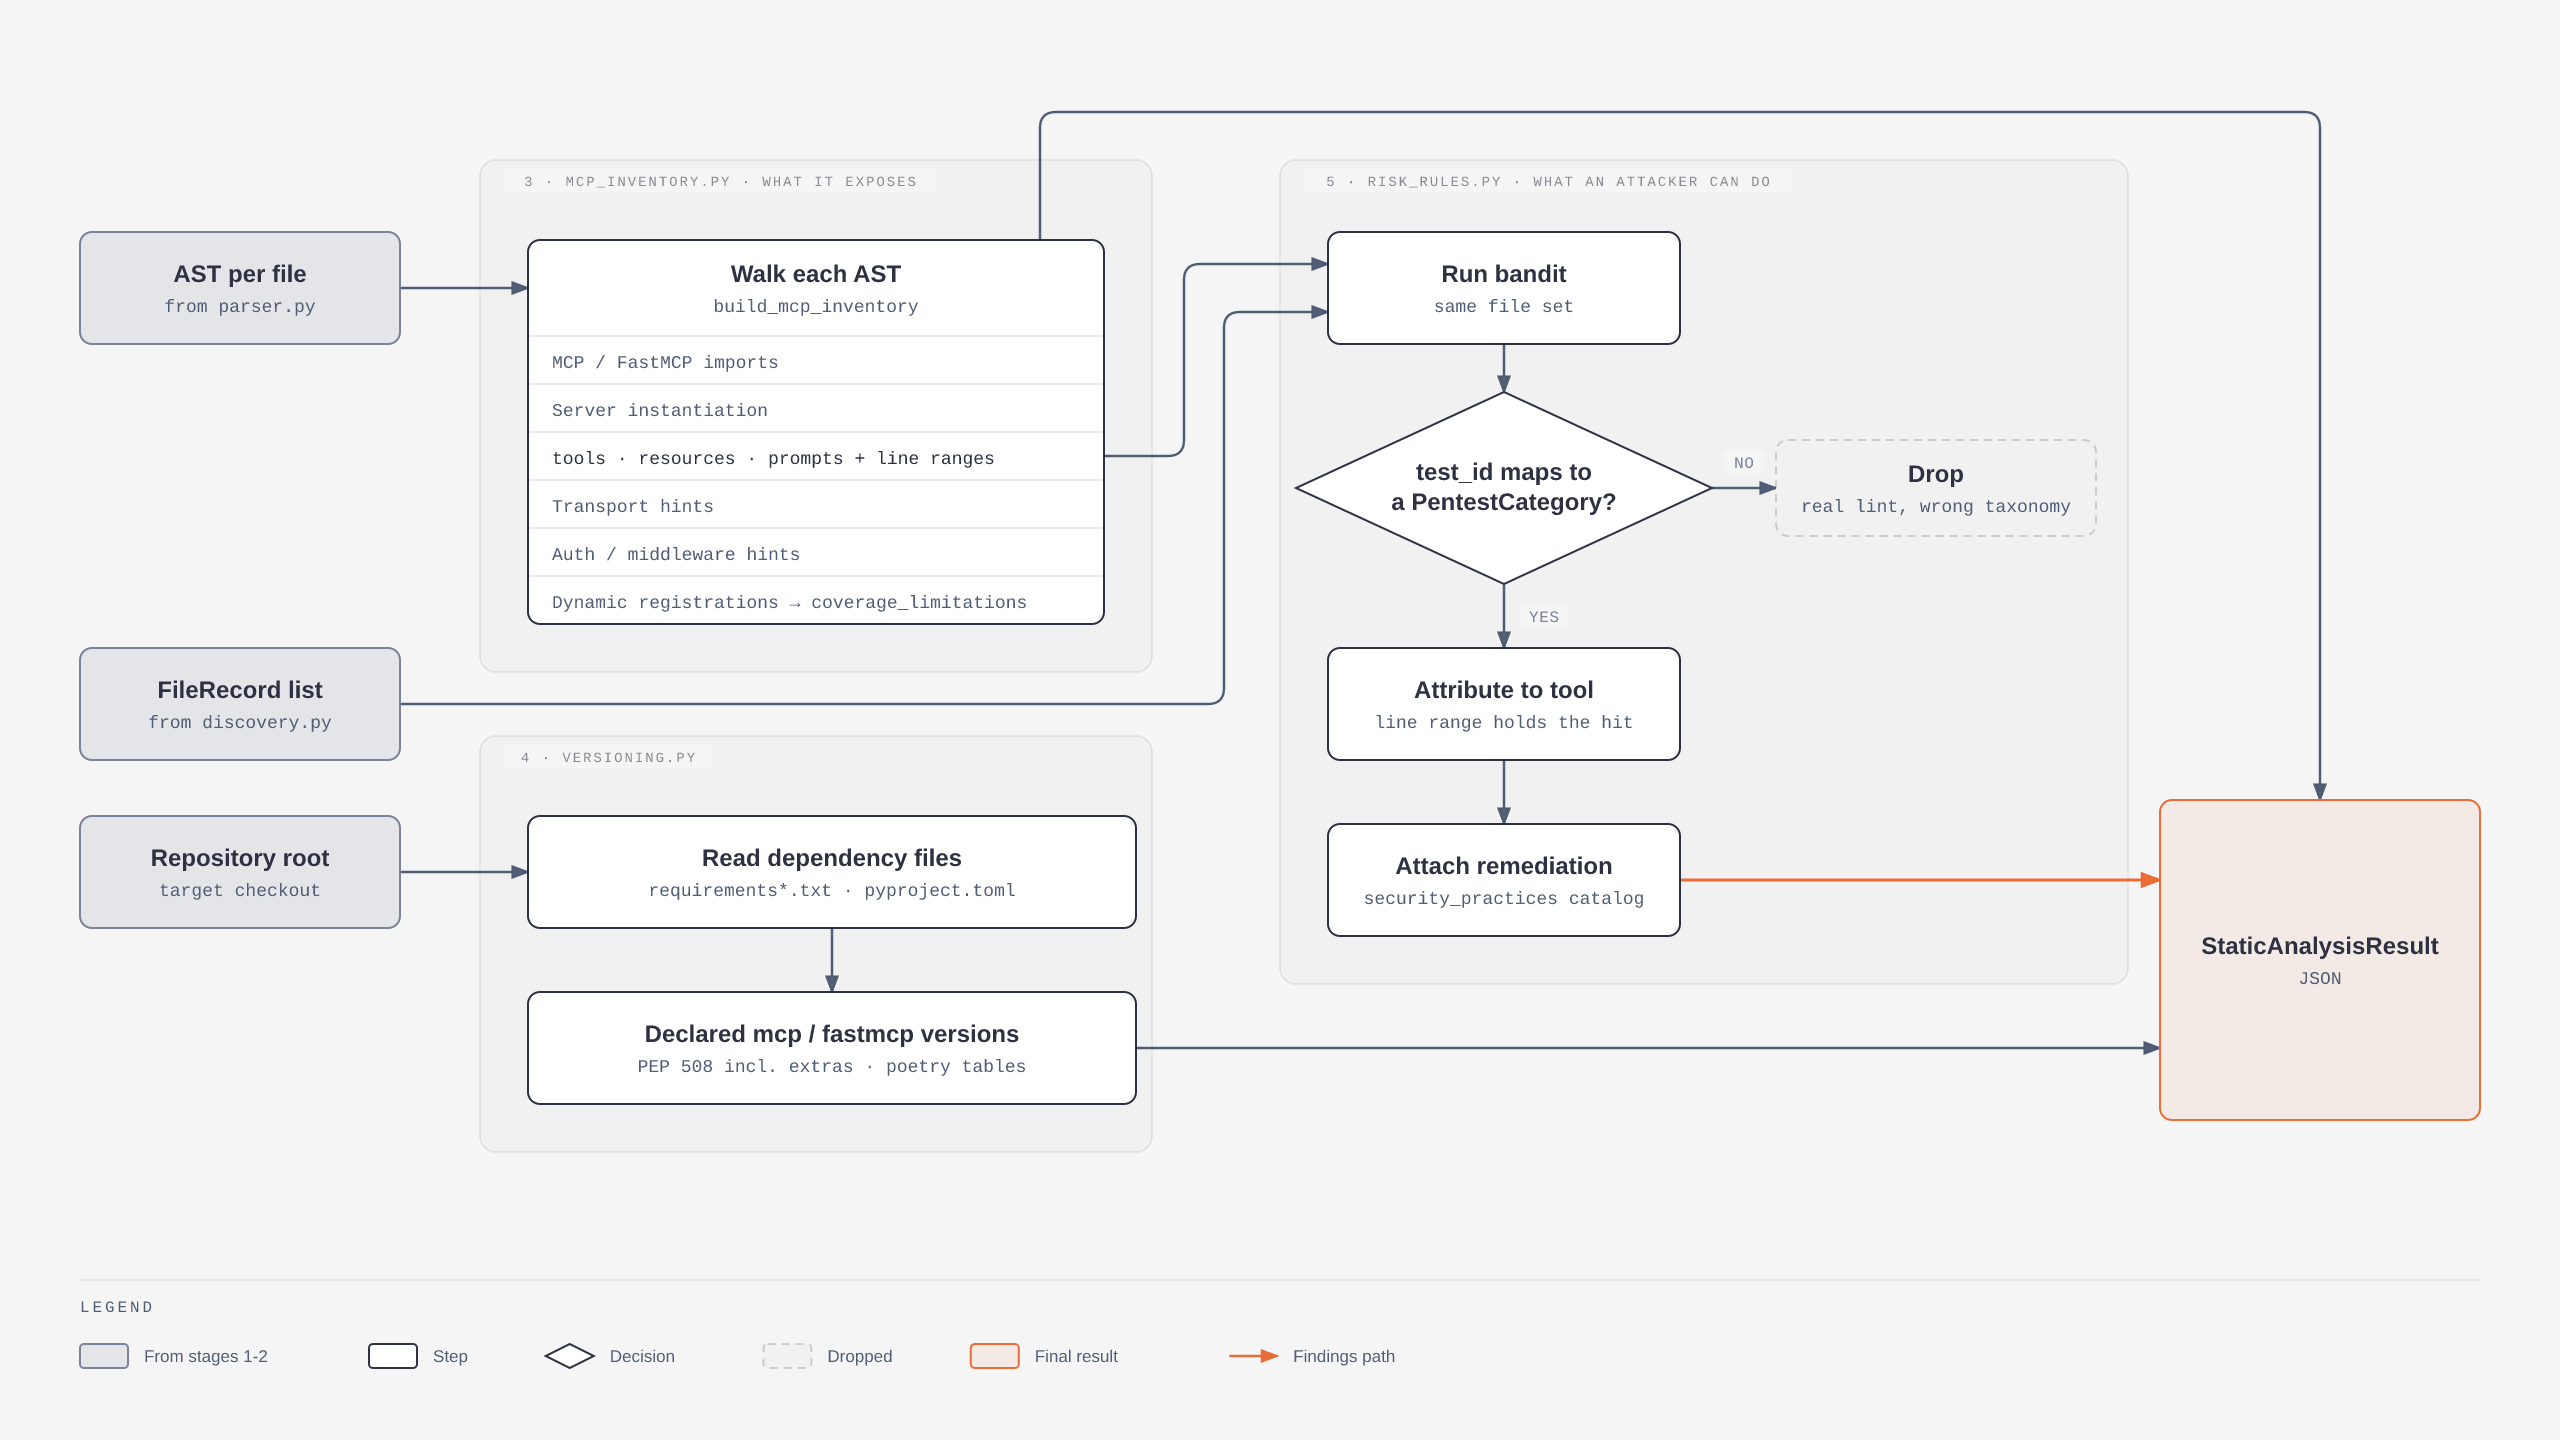 3 · MCP_INVENTORY.PY · WHAT IT EXPOSES
5 · RISK_RULES.PY · WHAT AN ATTACKER CAN DO
AST per file
from parser.py
Walk each AST
build_mcp_inventory
MCP / FastMCP imports
Server instantiation
tools · resources · prompts + line ranges
Transport hints
Auth / middleware hints
Dynamic registrations → coverage_limitations
Run bandit
same file set
test_id maps to
a PentestCategory?
NO
Drop
real lint, wrong taxonomy
YES
FileRecord list
from discovery.py
Attribute to tool
line range holds the hit
4 · VERSIONING.PY
Repository root
target checkout
Read dependency files
requirements*.txt · pyproject.toml
Attach remediation
security_practices catalog
StaticAnalysisResult
JSON
Declared mcp / fastmcp versions
PEP 508 incl. extras · poetry tables
LEGEND
From stages 1-2
Step
Decision
Dropped
Final result
Findings path